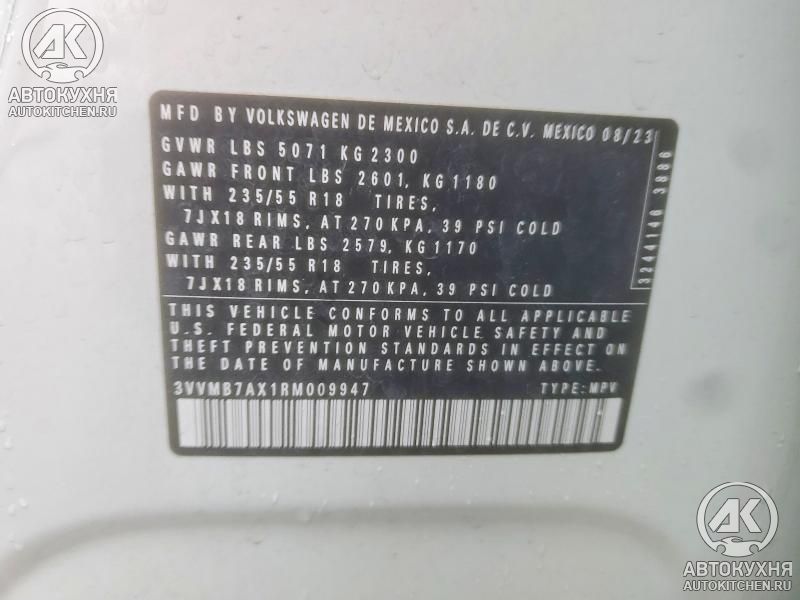 AK
АВТОКУХНЯ
AUTOKITCHEN.RU
MFD BY VOLKSWAGEN DE MEXICO S.A. DE C.V. MEXICO 08/23
GVWR LBS 5071 KG 2300
GAWR FRONT LBS 2601, KG 1180
WITH 235/55 R18 TIRES,
7JX18 RIMS, AT 270 KPA, 39 PSI COLD
GAWR REAR LBS 2579, KG 1170
WITH 235/55 R18 TIRES,
7JX18 RIMS, AT 270 KPA, 39 PSI COLD
3244146 3886
THIS VEHICLE CONFORMS TO ALL APPLICABLE
U.S. FEDERAL MOTOR VEHICLE SAFETY AND
THEFT PREVENTION STANDARDS IN EFFECT ON
THE DATE OF MANUFACTURE SHOWN ABOVE.
3VVMB7AX1RM009947 TYPE: MPV
AK
АВТОКУХНЯ
AUTOKITCHEN.RU